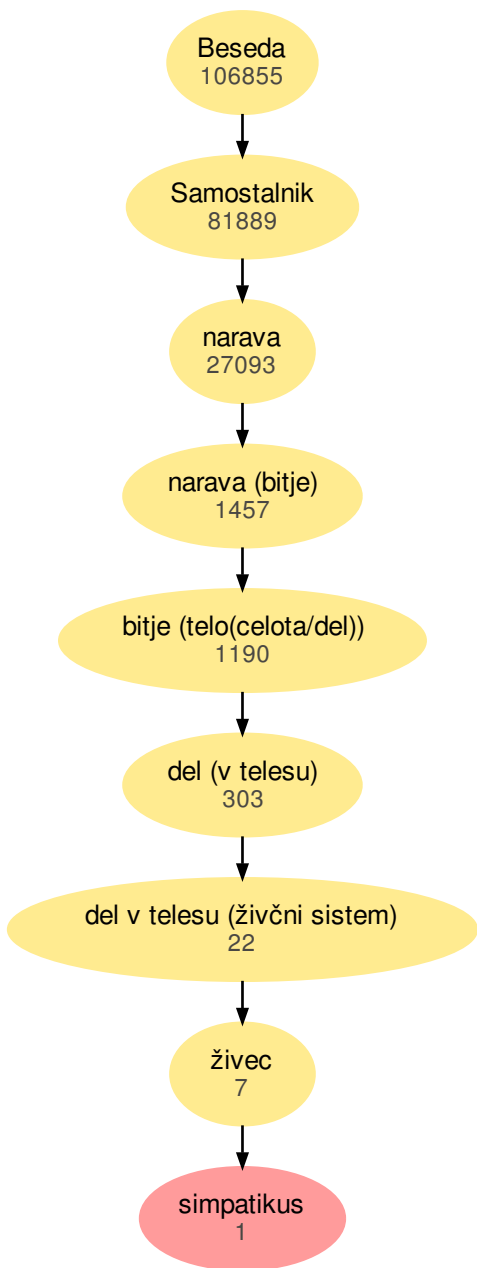 Beseda
106855
Samostalnik
81889
narava
27093
narava (bitje)
1457
bitje (telo(celota/del))
1190
del (v telesu)
303
del v telesu (živčni sistem)
22
živec
7
simpatikus
1